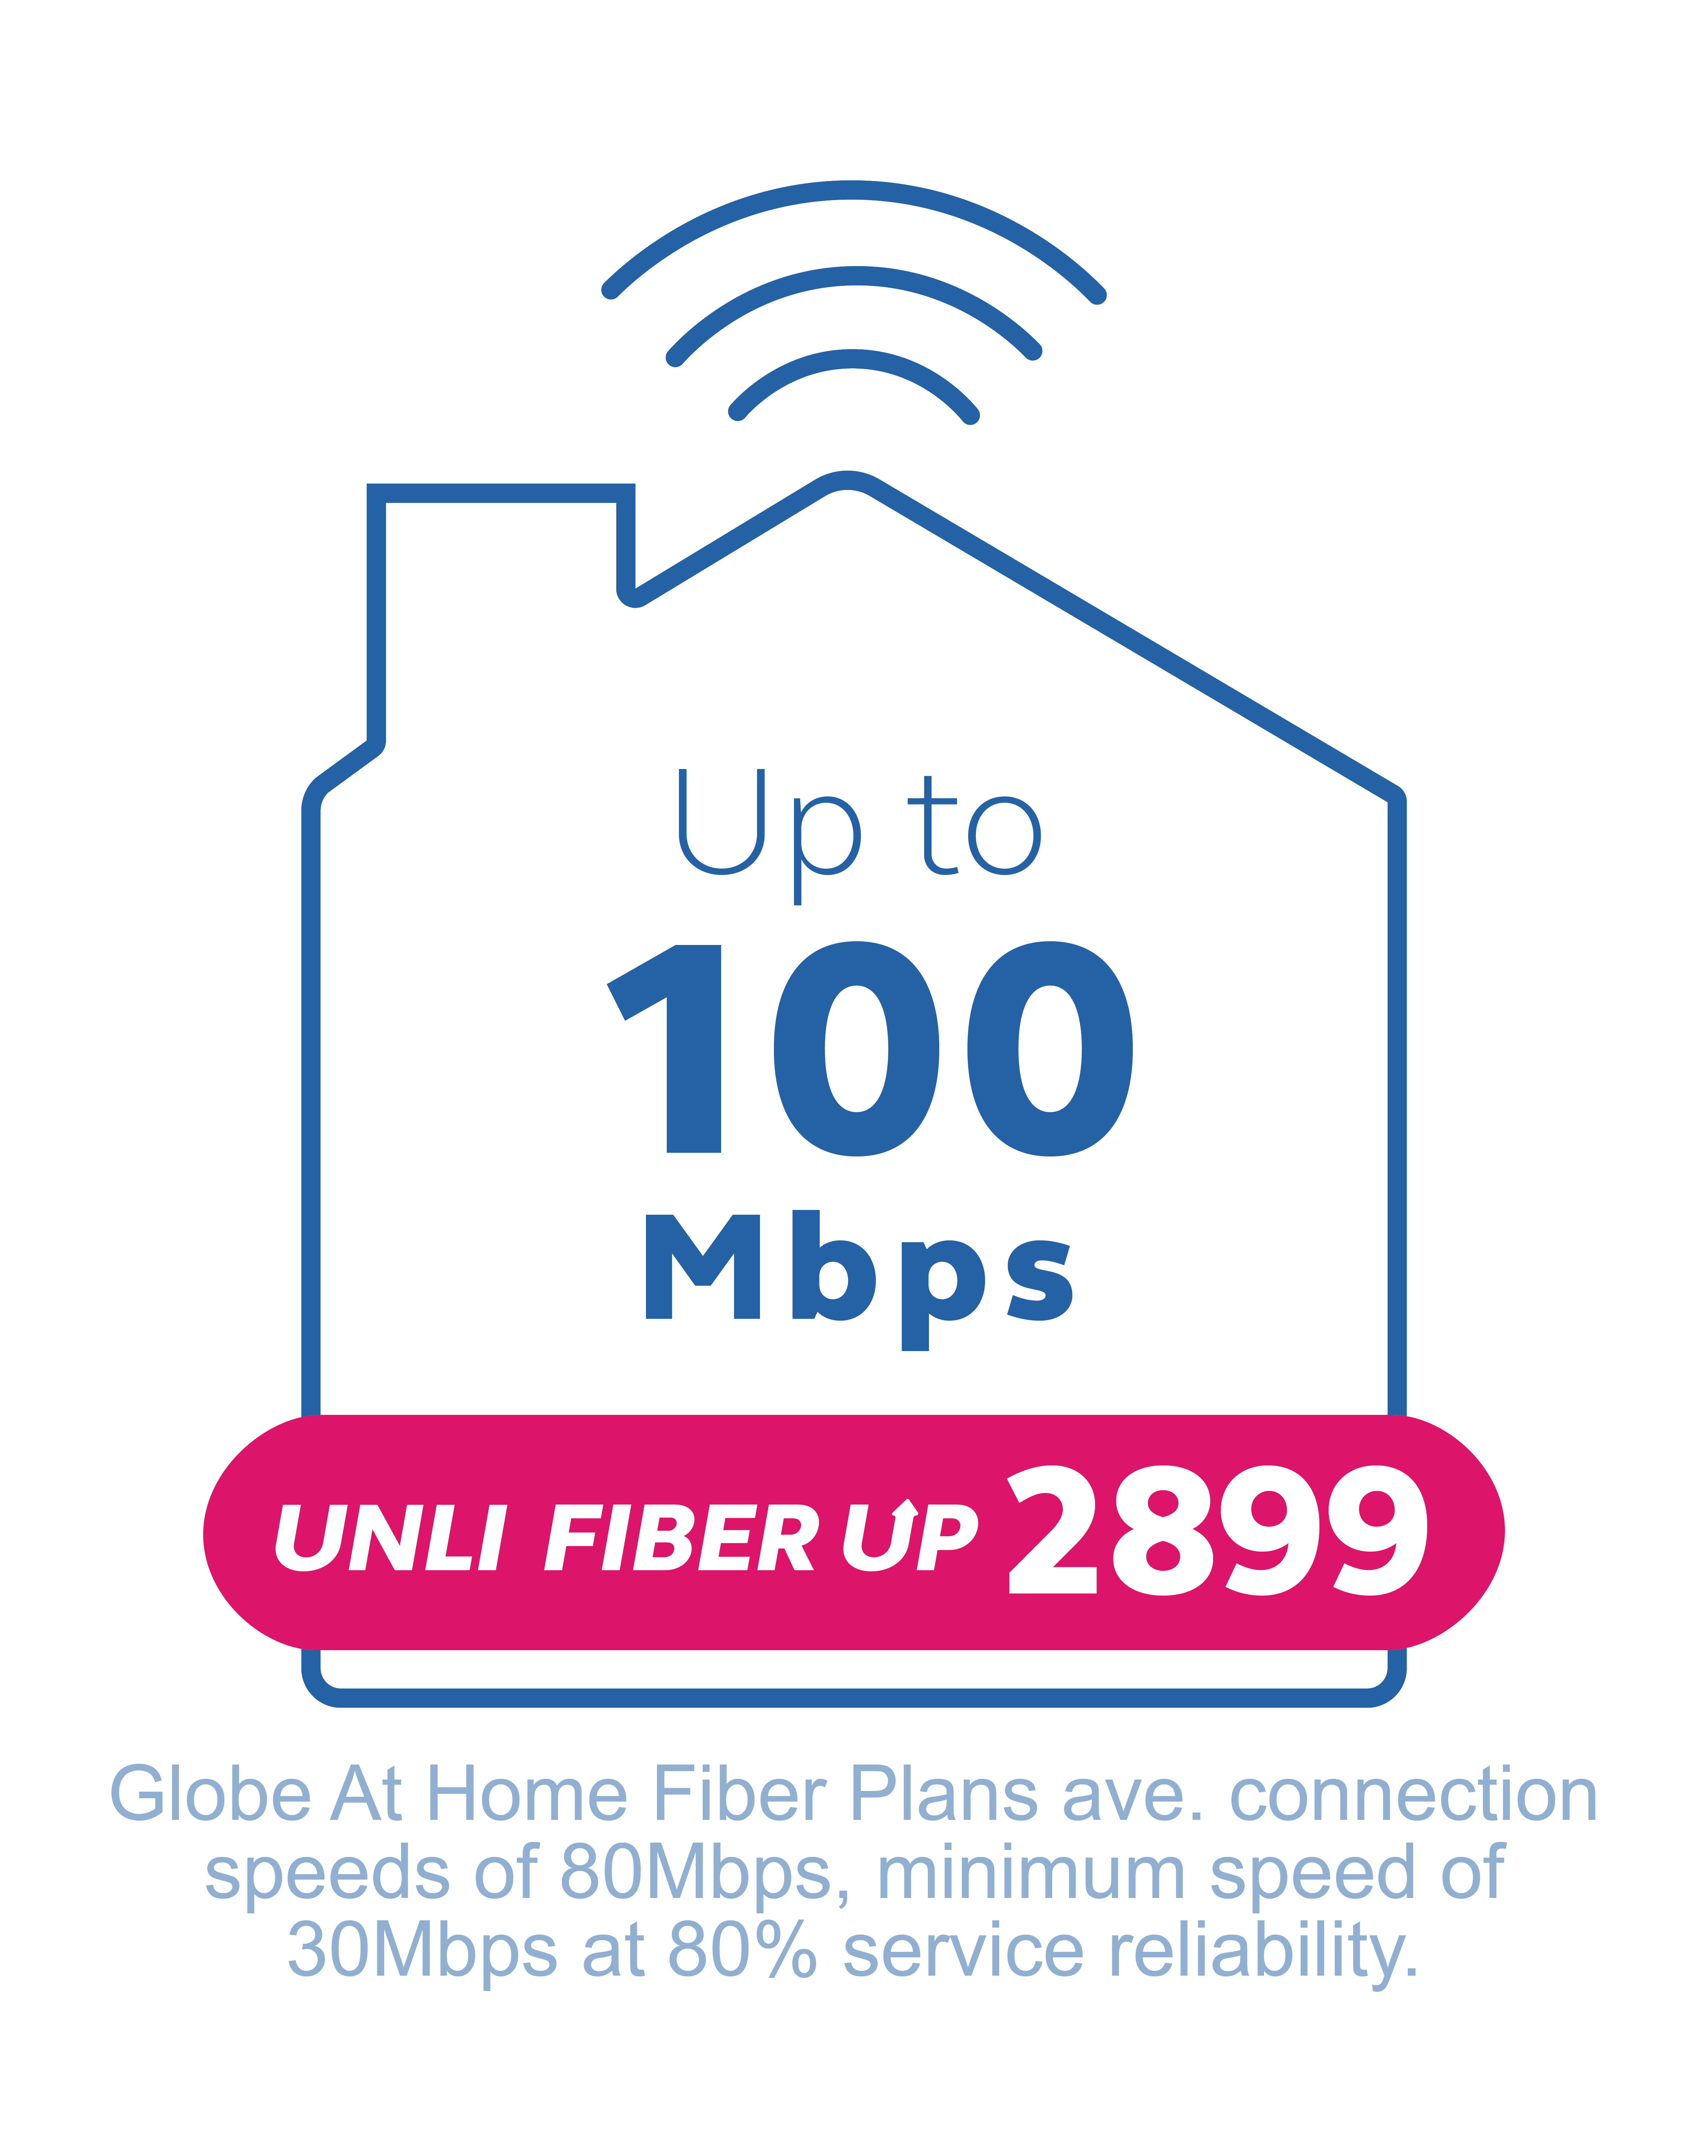 Up to
100
Mbps
UNLI FIBER UP 2899
Globe At Home Fiber Plans ave. connection
speeds of 80Mbps, minimum speed of
30Mbps at 80% service reliability.